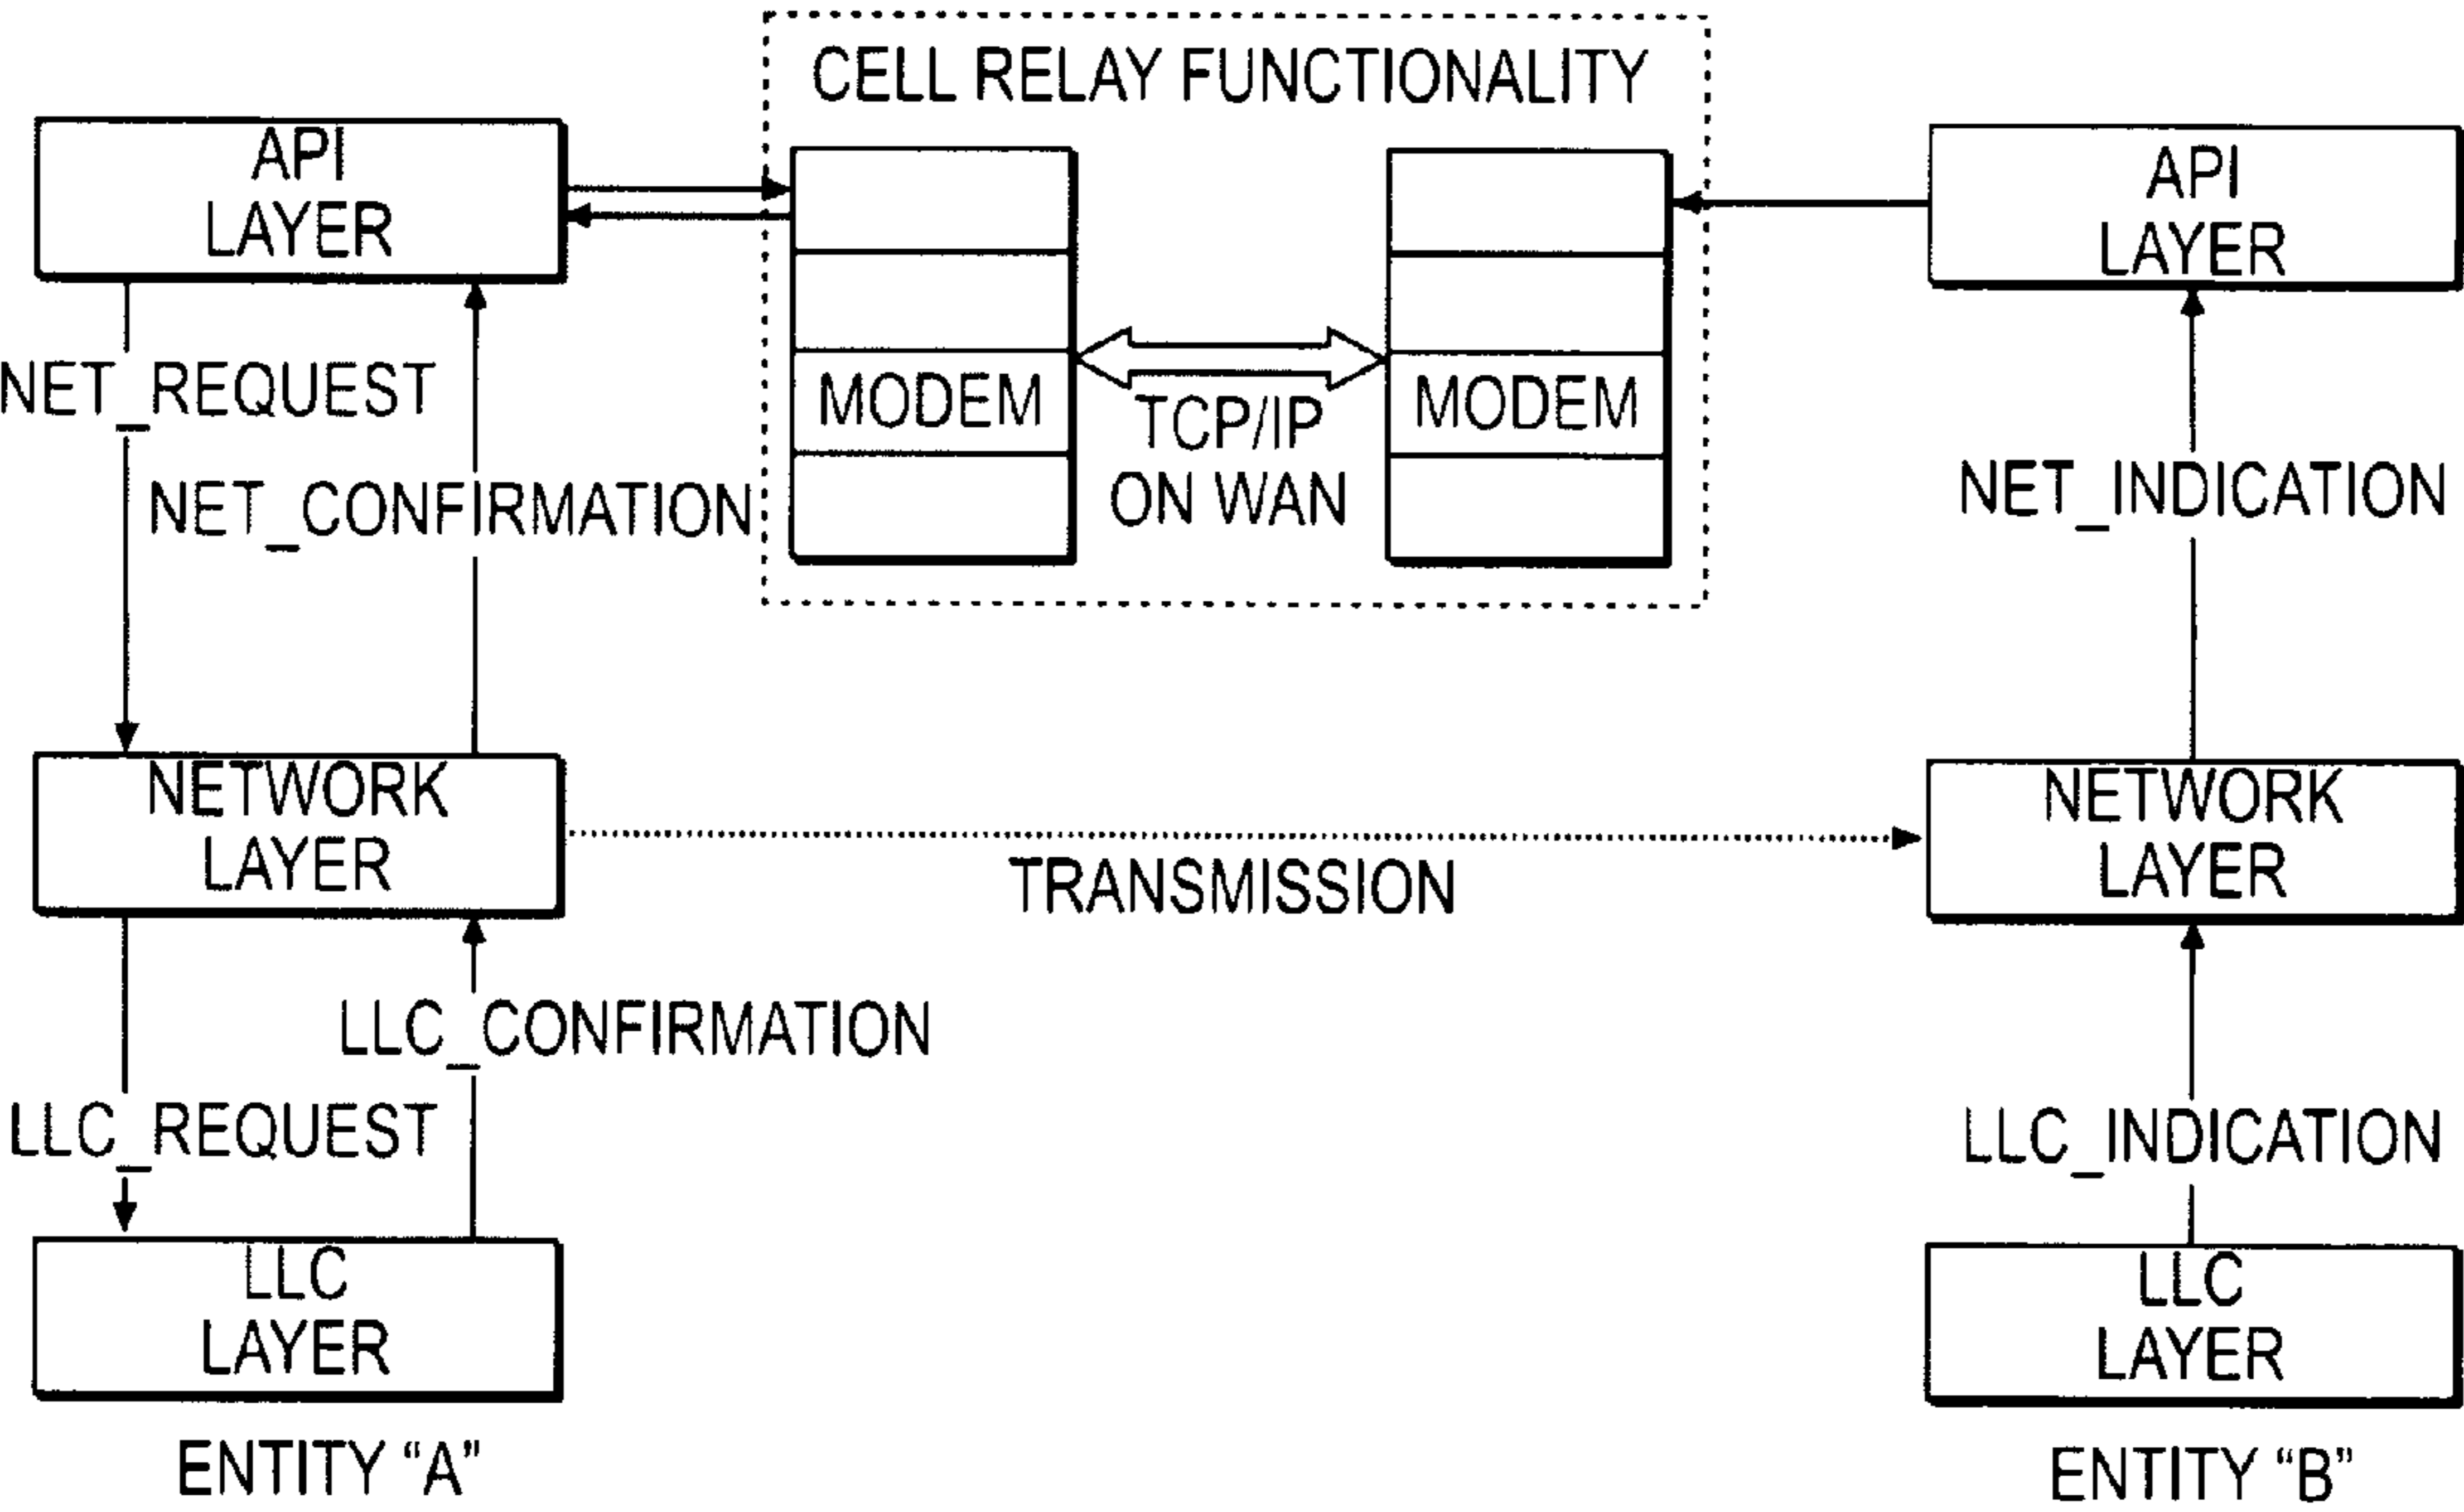 CELL RELAY FUNCTIONALITY
API
LAYER
API
LAYER
NET_REQUEST
MODEM
MODEM
TCP/IP
ON WAN
NET_CONFIRMATION
NET_INDICATION
NETWORK
LAYER
NETWORK
LAYER
TRANSMISSION
LLC_CONFIRMATION
LLC_REQUEST
LLC_INDICATION
LLC
LAYER
LLC
LAYER
ENTITY “A”
ENTITY “B”